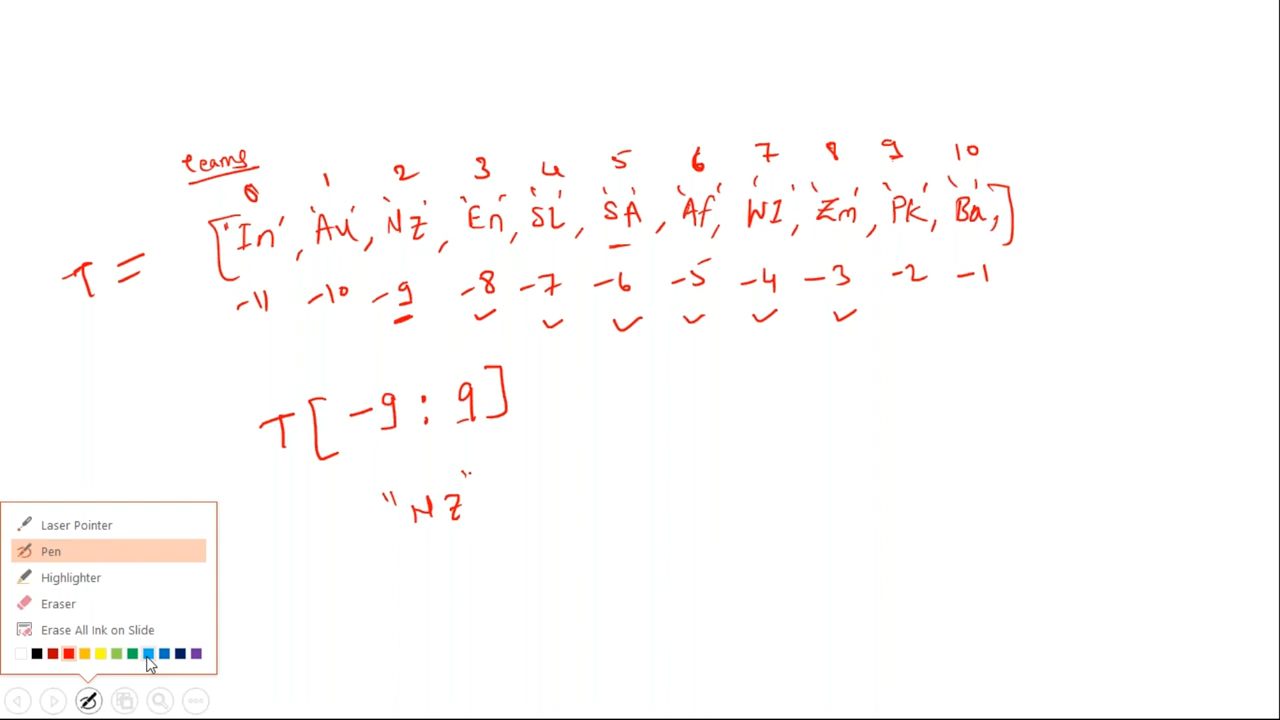 teams
0 1 2 3 4 5 6 7 8 9 10
T = ['In', 'Au', 'NZ', 'En', 'SL', 'SA', 'Af', 'WI', 'Zm', 'PK', 'Ba,]
-11 -10 -9 -8 -7 -6 -5 -4 -3 -2 -1
T[-9:9]
"NZ"
Laser Pointer
Pen
Highlighter
Eraser
Erase All Ink on Slide